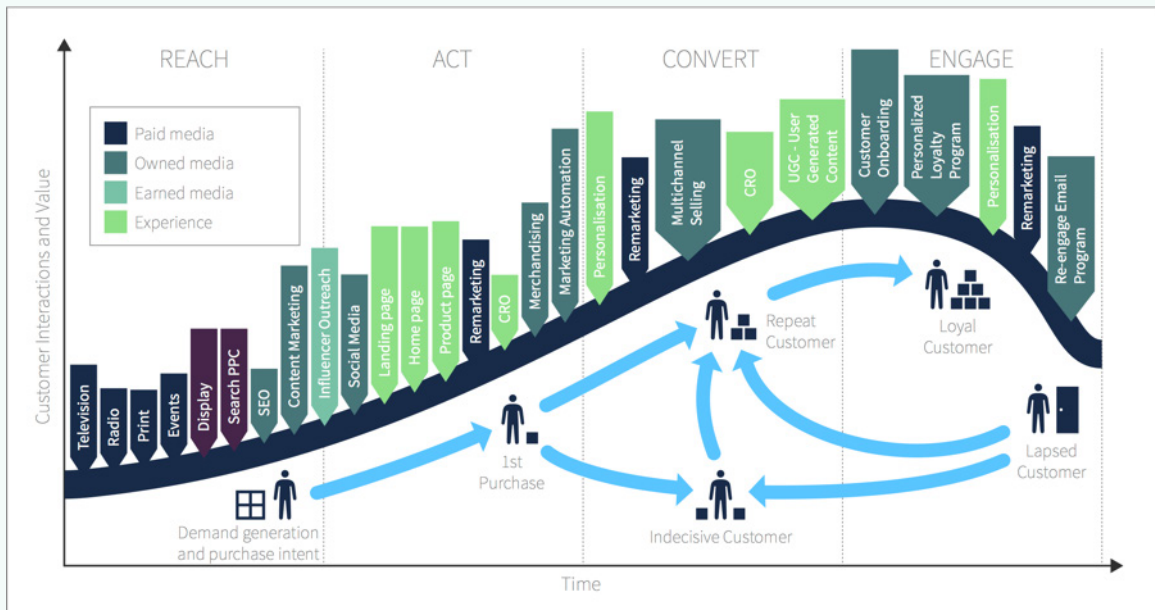 REACH
ACT
CONVERT
ENGAGE
Paid media
Owned media
Earned media
Experience
Customer Interactions and Value
Television
Radio
Print
Events
Display
Search PPC
SEO
Content Marketing
Influencer Outreach
Social Media
Landing page
Home page
Product page
Remarketing
CRO
Merchandising
Marketing Automation
Personalisation
Remarketing
Multichannel
Selling
CRO
UGC - User
Generated
Content
Customer
Onboarding
Personalized
Loyalty
Program
Personalisation
Remarketing
Re-engage Email
Program
Repeat
Customer
Loyal
Customer
1st
Purchase
Lapsed
Customer
Demand generation
and purchase intent
Indecisive Customer
Time